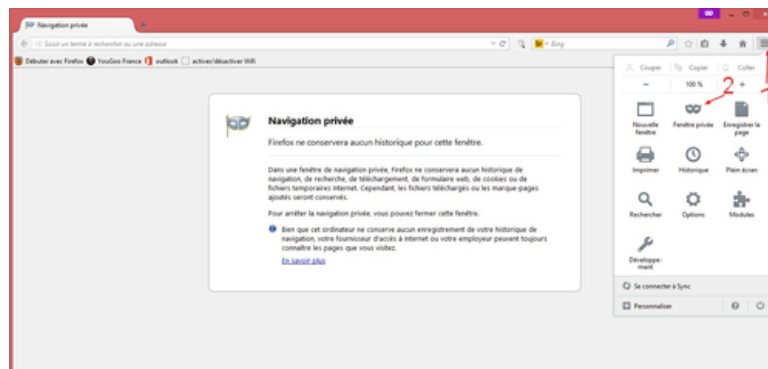 Navigation privée
Saisir un terme à rechercher ou une adresse
Bing
Débuter avec Firefox YouGoo France outlook activer/désactiver Wifi
Couper Copier Coller
− 100 % +
2
1
Nouvelle fenêtre
Fenêtre privée
Enregistrer la page
Imprimer
Historique
Plein écran
Rechercher
Options
Modules
Développe-
ment
Se connecter à Sync
Personnaliser
Navigation privée
Firefox ne conservera aucun historique pour cette fenêtre.
Dans une fenêtre de navigation privée, Firefox ne conservera aucun historique de
navigation, de recherche, de téléchargement, de formulaire web, de cookies ou de
fichiers temporaires Internet. Cependant, les fichiers téléchargés ou les marque-pages
ajoutés seront conservés.
Pour arrêter la navigation privée, vous pouvez fermer cette fenêtre.
Bien que cet ordinateur ne conserve aucun enregistrement de votre historique de
navigation, votre fournisseur d'accès à Internet ou votre employeur peuvent toujours
connaître les pages que vous visitez.
En savoir plus